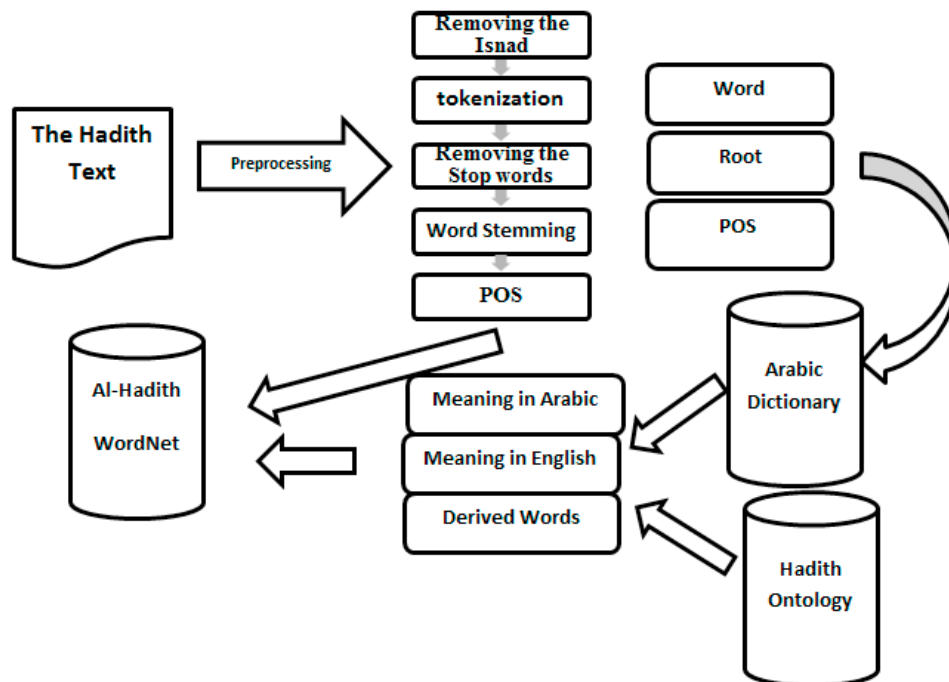 The Hadith
Text
Preprocessing
Removing the
Isnad
tokenization
Removing the
Stop words
Word Stemming
POS
Word
Root
POS
Arabic
Dictionary
Hadith
Ontology
Meaning in Arabic
Meaning in English
Derived Words
Al-Hadith
WordNet